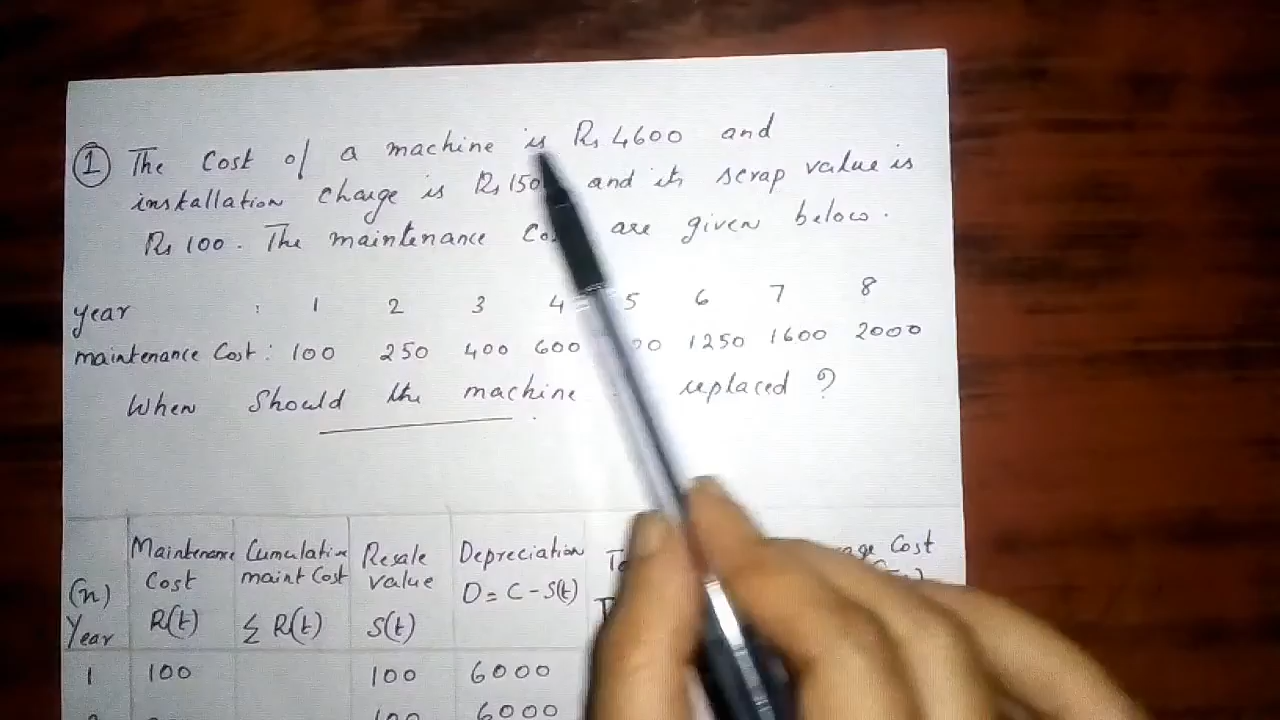 ① The Cost of a machine is Rs 4600 and
installation charge is Rs 150 and its scrap value is
Rs 100. The maintenance are given below.
year : 1 2 3 4 5 6 7 8
maintenance Cost: 100 250 400 600 1250 1600 2000
When Should the machine replaced ?
(n) Year
Maintenance Cost R(t)
Cumulative maint Cost Σ R(t)
Resale value S(t)
Depreciation D = C - S(t)
Cost
1 100 100 6000
100 6000